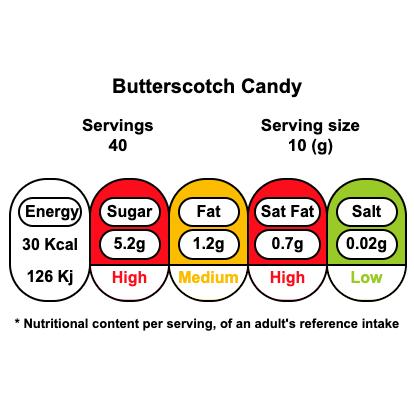 Butterscotch Candy
Servings Serving size
40 10 (g)
Energy Sugar Fat Sat Fat Salt
30 Kcal 5.2g 1.2g 0.7g 0.02g
126 Kj High Medium High Low
* Nutritional content per serving, of an adult's reference intake